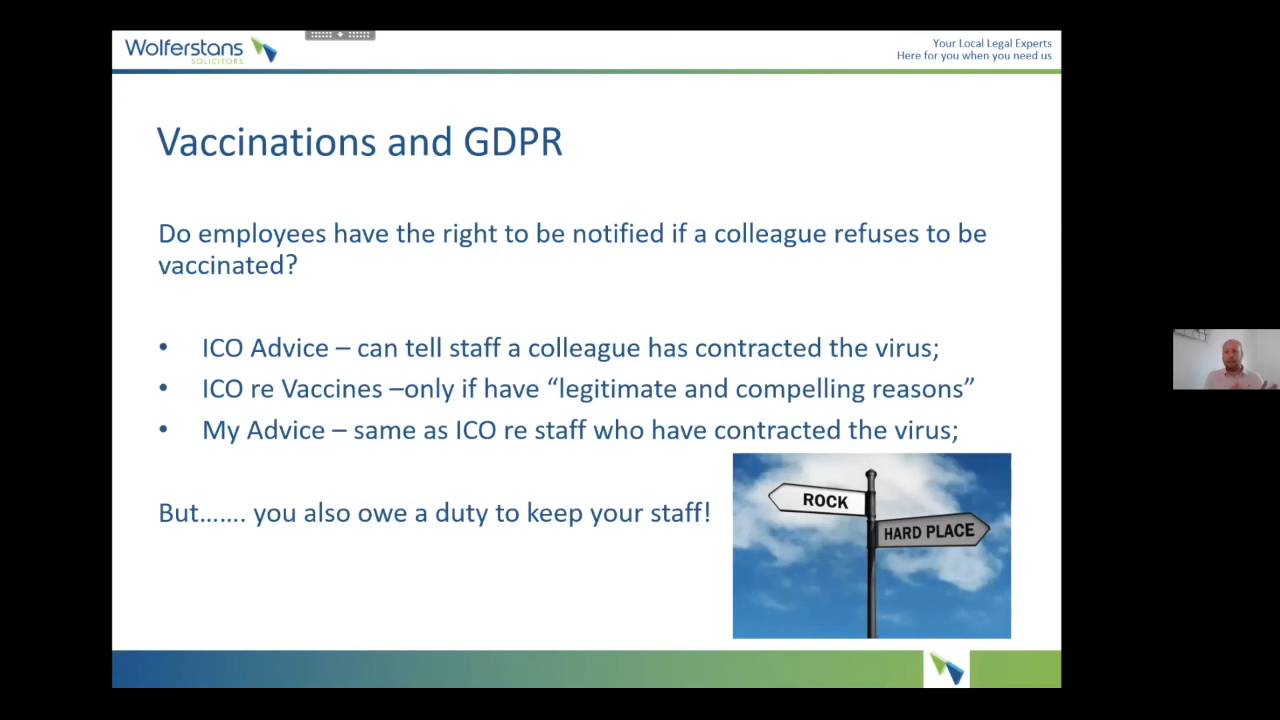 Wolferstans
SOLICITORS
Your Local Legal Experts
Here for you when you need us
Vaccinations and GDPR
Do employees have the right to be notified if a colleague refuses to be
vaccinated?
• ICO Advice – can tell staff a colleague has contracted the virus;
• ICO re Vaccines –only if have “legitimate and compelling reasons”
• My Advice – same as ICO re staff who have contracted the virus;
But……. you also owe a duty to keep your staff!
ROCK
HARD PLACE